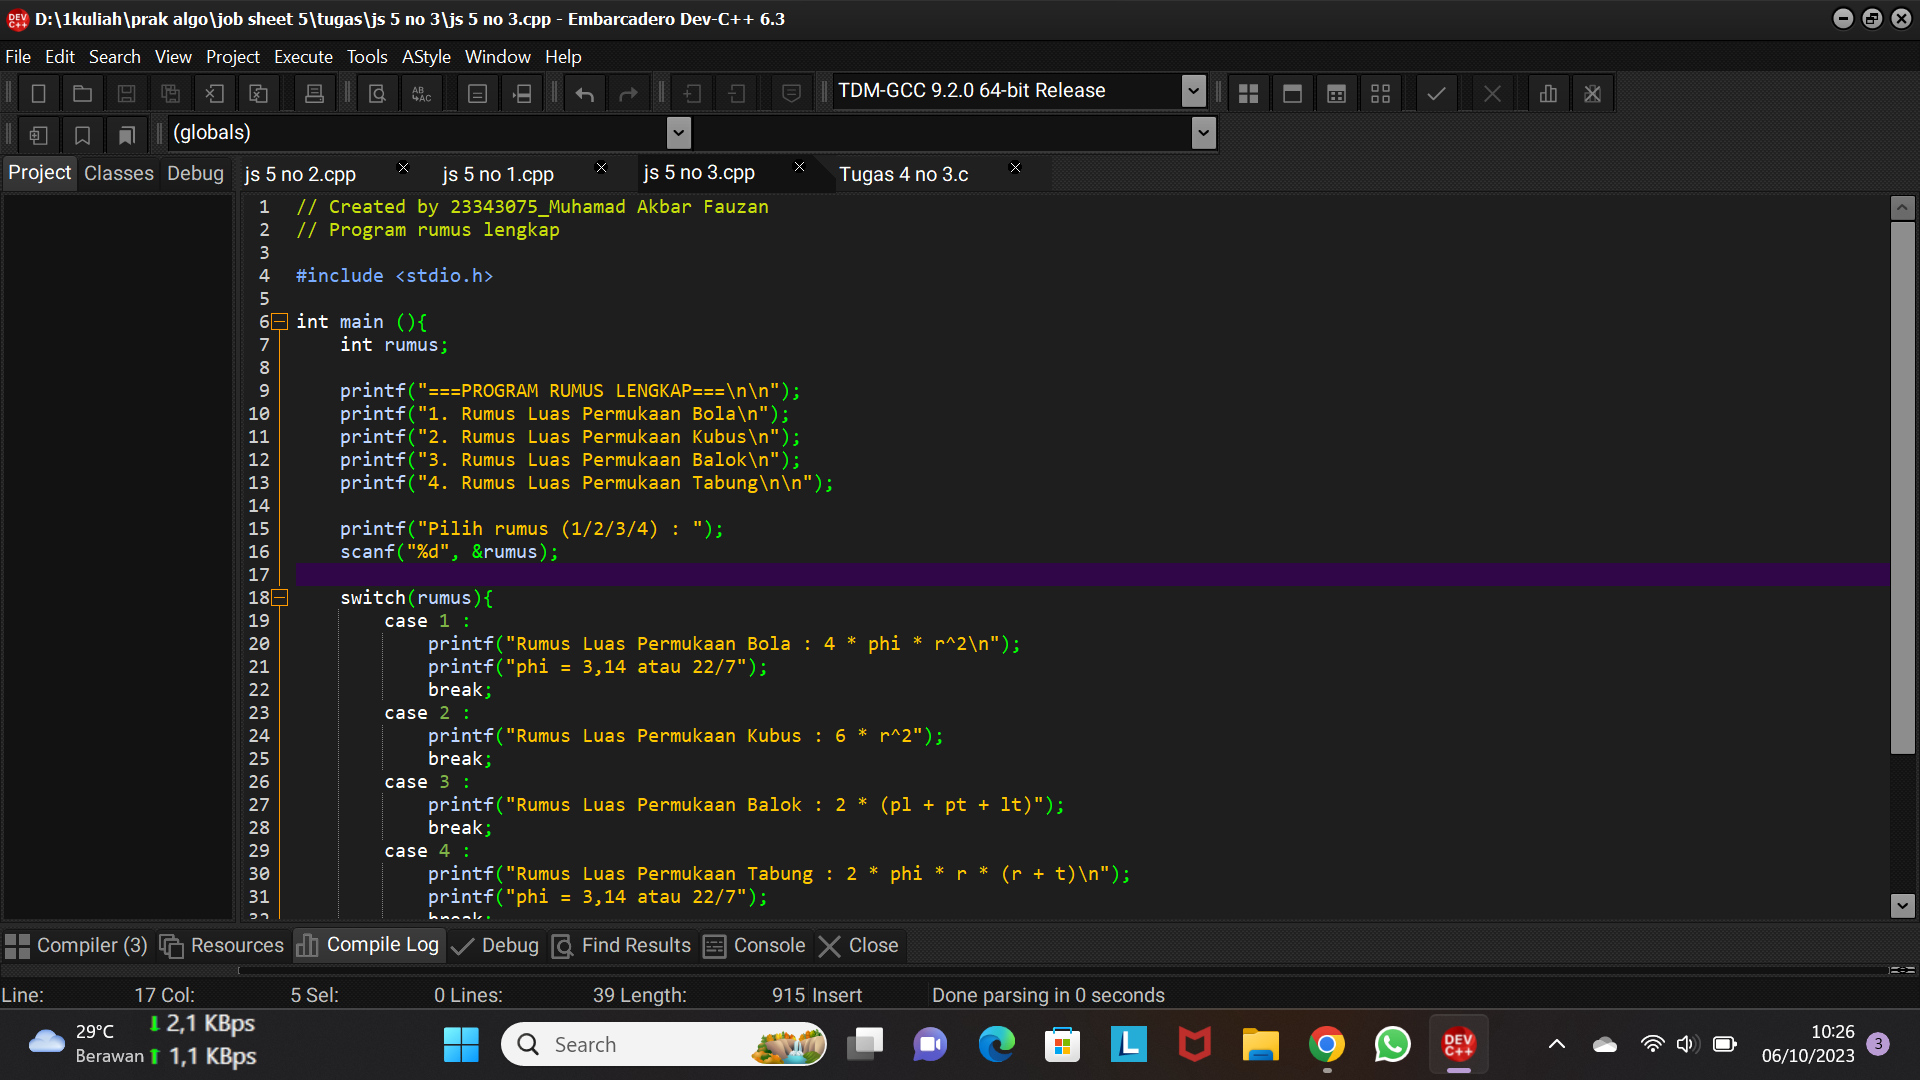 D:\1kuliah\prak algo\job sheet 5\tugas\js 5 no 3\js 5 no 3.cpp - Embarcadero Dev-C++ 6.3
File Edit Search View Project Execute Tools AStyle Window Help
TDM-GCC 9.2.0 64-bit Release
(globals)
Project Classes Debug js 5 no 2.cpp js 5 no 1.cpp js 5 no 3.cpp Tugas 4 no 3.c
1 // Created by 23343075_Muhamad Akbar Fauzan
2 // Program rumus lengkap
3
4 #include <stdio.h>
5
6 int main (){
7 int rumus;
8
9 printf("===PROGRAM RUMUS LENGKAP===\n\n");
10 printf("1. Rumus Luas Permukaan Bola\n");
11 printf("2. Rumus Luas Permukaan Kubus\n");
12 printf("3. Rumus Luas Permukaan Balok\n");
13 printf("4. Rumus Luas Permukaan Tabung\n\n");
14
15 printf("Pilih rumus (1/2/3/4) : ");
16 scanf("%d", &rumus);
17
18 switch(rumus){
19 case 1 :
20 printf("Rumus Luas Permukaan Bola : 4 * phi * r^2\n");
21 printf("phi = 3,14 atau 22/7");
22 break;
23 case 2 :
24 printf("Rumus Luas Permukaan Kubus : 6 * r^2");
25 break;
26 case 3 :
27 printf("Rumus Luas Permukaan Balok : 2 * (pl + pt + lt)");
28 break;
29 case 4 :
30 printf("Rumus Luas Permukaan Tabung : 2 * phi * r * (r + t)\n");
31 printf("phi = 3,14 atau 22/7");
32 break;
Compiler (3) Resources Compile Log Debug Find Results Console Close
Line: 17 Col: 5 Sel: 0 Lines: 39 Length: 915 Insert Done parsing in 0 seconds
29°C
Berawan
2,1 KBps
1,1 KBps
Search
DEV C++
10:26
06/10/2023
3